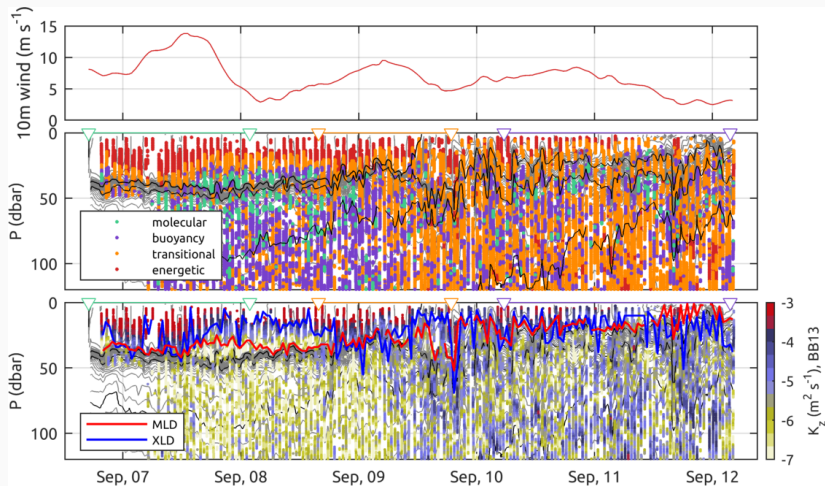 10m wind (m s⁻¹)
15
10
5
0
P (dbar)
0
50
100
molecular
buoyancy
transitional
energetic
P (dbar)
0
50
100
MLD
XLD
-3
-4
-5
-6
-7
K_z (m² s⁻¹), BB13
Sep, 07
Sep, 08
Sep, 09
Sep, 10
Sep, 11
Sep, 12